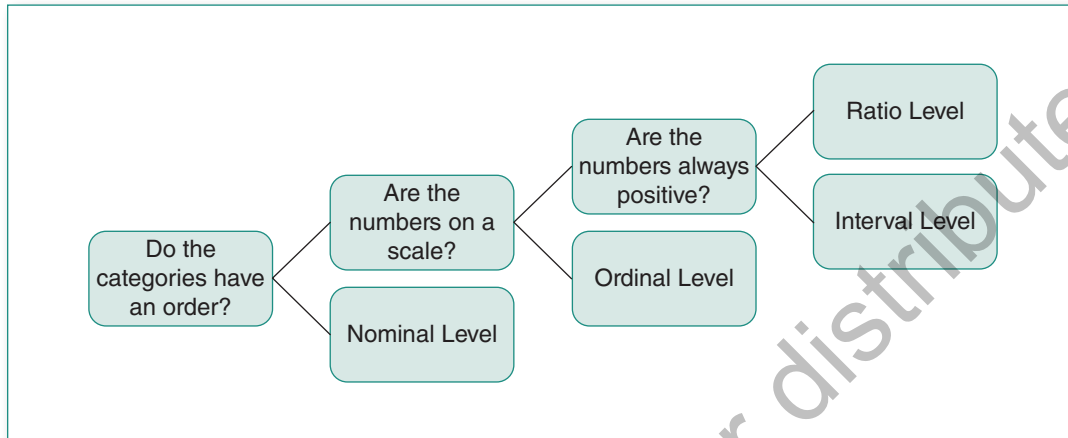 Do the
categories have
an order?
Are the
numbers on a
scale?
Nominal Level
Are the
numbers always
positive?
Ordinal Level
Ratio Level
Interval Level
r distribute